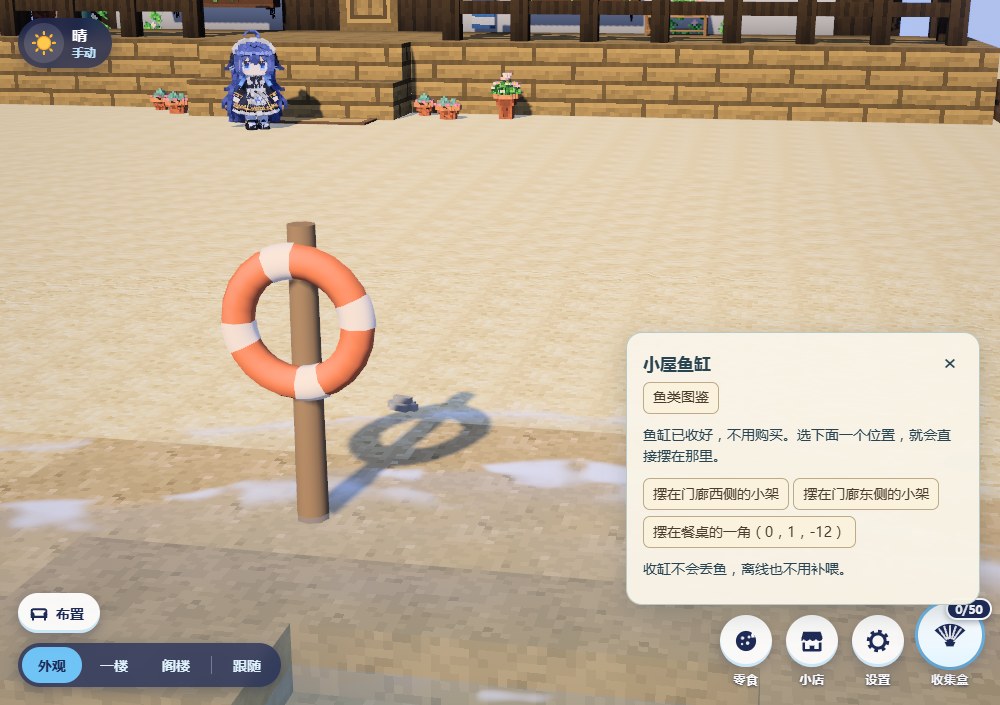 晴
手动
小屋鱼缸
鱼类图鉴
鱼缸已收好，不用购买。选下面一个位置，就会直
接摆在那里。
摆在门廊西侧的小架
摆在门廊东侧的小架
摆在餐桌的一角（0，1，-12）
收缸不会丢鱼，离线也不用补喂。
0/50
布置
外观
一楼
阁楼
跟随
零食
小店
设置
收集盒